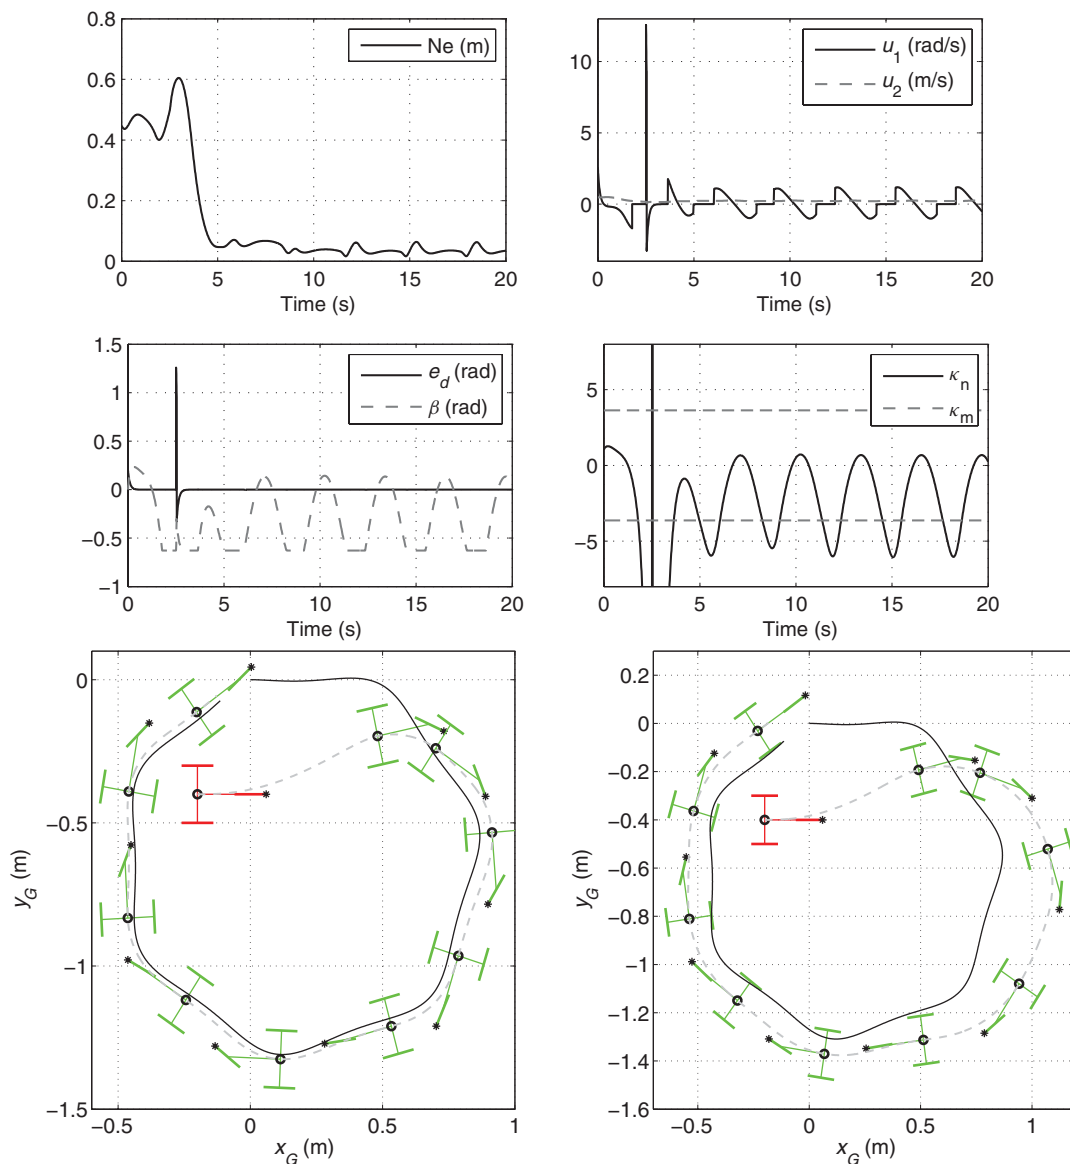 0.8
0.6
0.4
0.2
0
0 5 10 15 20
Time (s)
Ne (m)
10
5
0
0 5 10 15 20
Time (s)
u1 (rad/s)
u2 (m/s)
1.5
1
0.5
0
−0.5
−1
0 5 10 15 20
Time (s)
ed (rad)
β (rad)
5
0
−5
0 5 10 15 20
Time (s)
κn
κm
0
−0.5
−1
−1.5
−0.5 0 0.5 1
xG (m)
yG (m)
0.2
0
−0.2
−0.4
−0.6
−0.8
−1
−1.2
−1.4
−1.6
−0.5 0 0.5 1
xG (m)
yG (m)